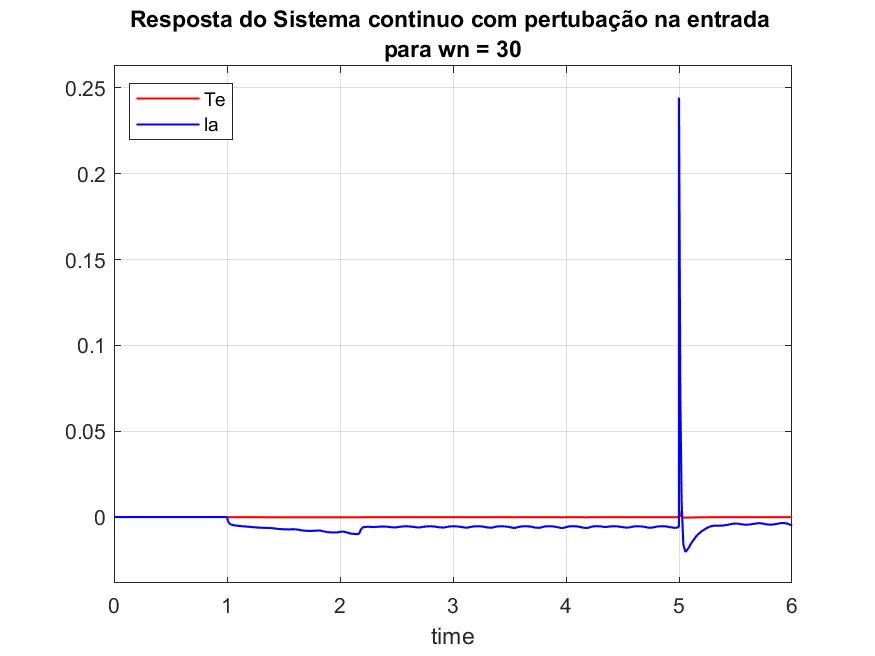 Resposta do Sistema continuo com pertubação na entrada
para wn = 30
0.25
0.2
0.15
0.1
0.05
0
Te
Ia
0 1 2 3 4 5 6
time